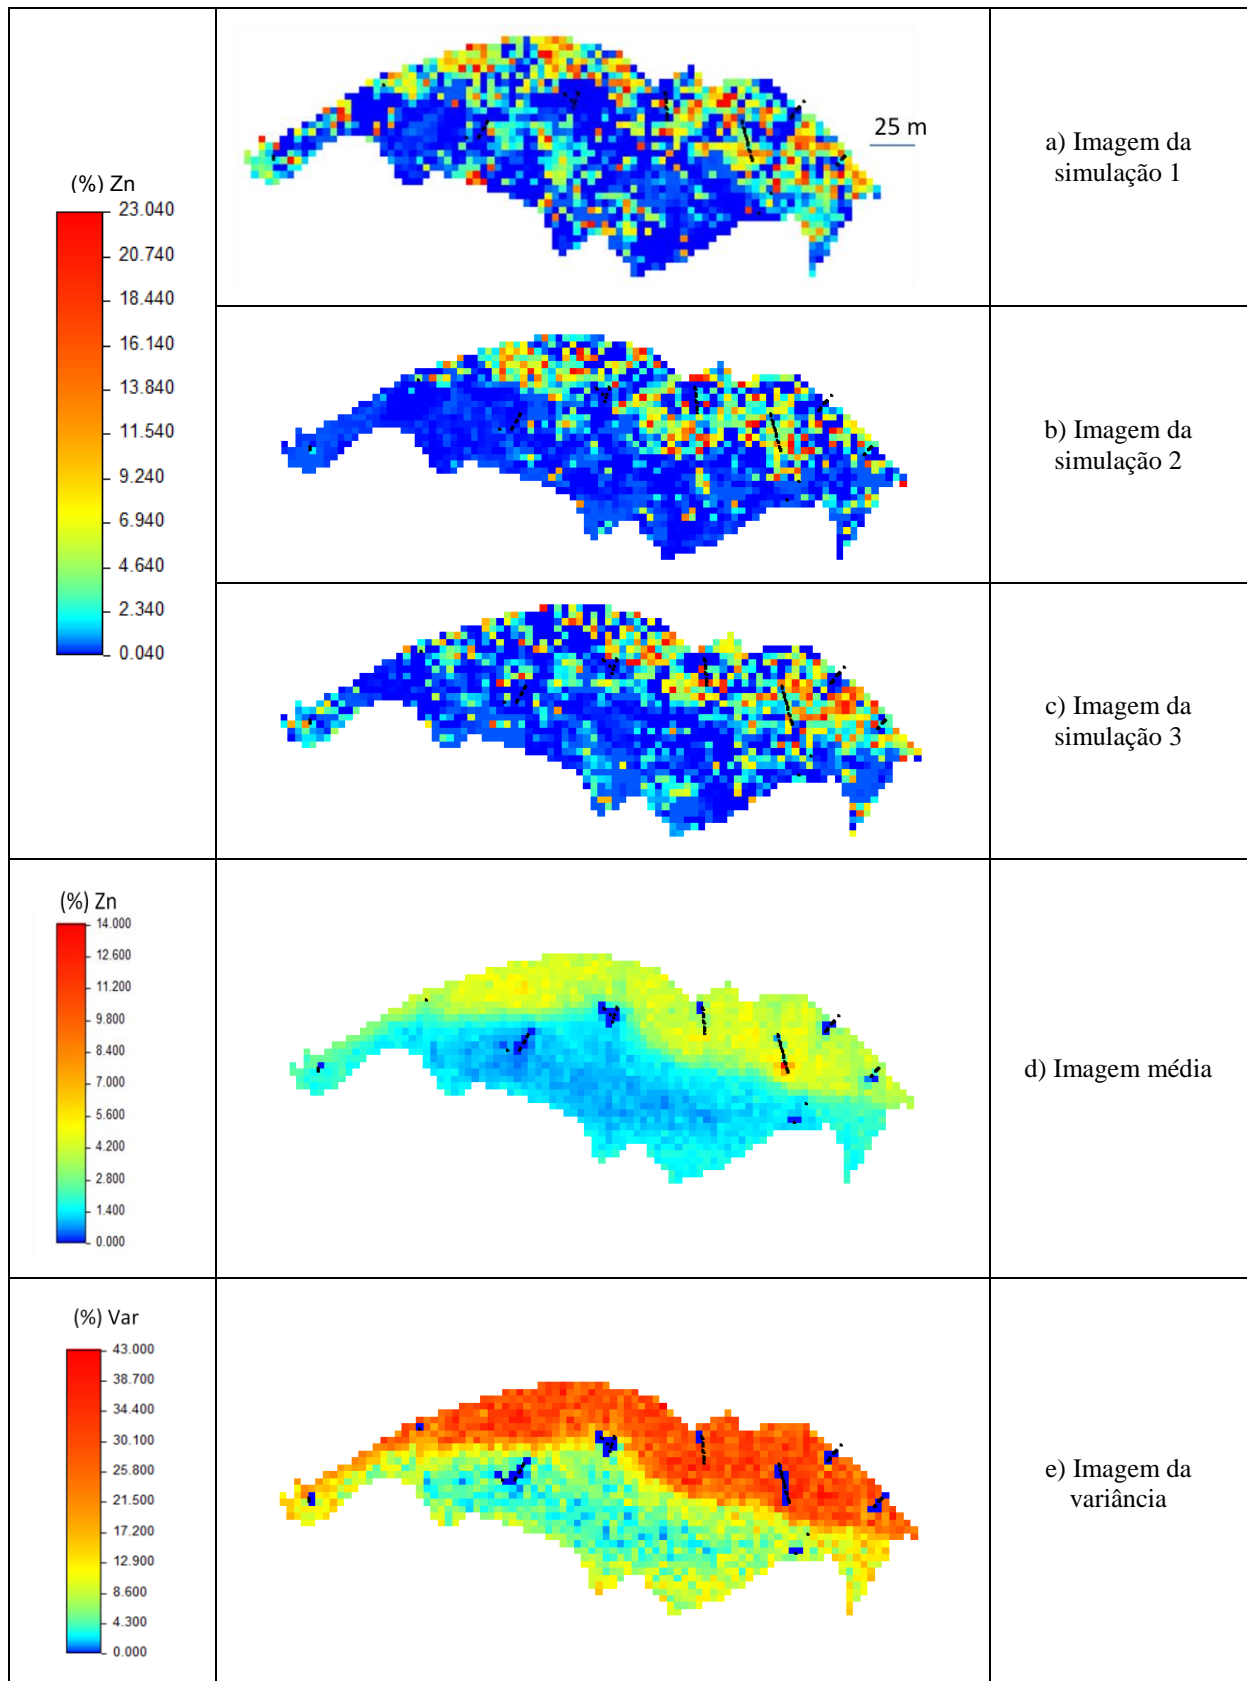 (%) Zn
23.040
20.740
18.440
16.140
13.840
11.540
9.240
6.940
4.640
2.340
0.040
25 m
a) Imagem da
simulação 1
b) Imagem da
simulação 2
c) Imagem da
simulação 3
(%) Zn
14.000
12.600
11.200
9.800
8.400
7.000
5.600
4.200
2.800
1.400
0.000
d) Imagem média
(%) Var
43.000
38.700
34.400
30.100
25.800
21.500
17.200
12.900
8.600
4.300
0.000
e) Imagem da
variância